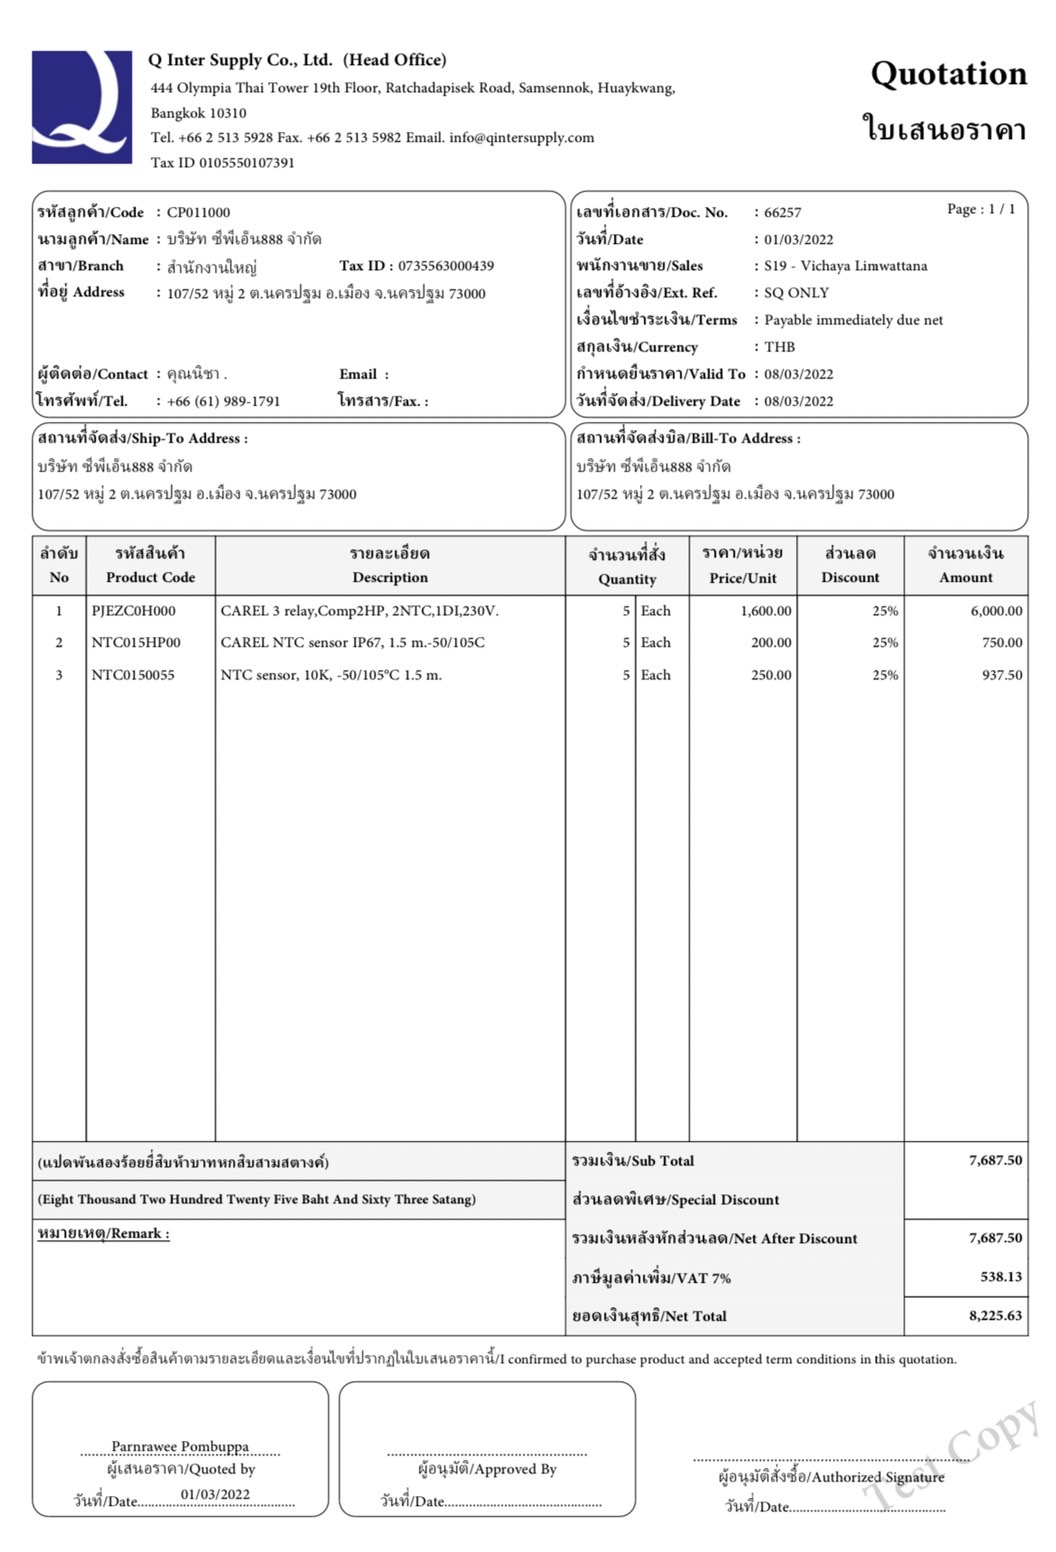 Q Inter Supply Co., Ltd.  (Head Office)
444 Olympia Thai Tower 19th Floor, Ratchadapisek Road, Samsennok, Huaykwang,
Bangkok 10310
Tel. +66 2 513 5928 Fax. +66 2 513 5982 Email. info@qintersupply.com
Tax ID 0105550107391
Quotation
ใบเสนอราคา
รหัสลูกค้า/Code : CP011000
นามลูกค้า/Name : บริษัท ซีพีเอ็น888 จำกัด
สาขา/Branch : สำนักงานใหญ่ Tax ID : 0735563000439
ที่อยู่ Address : 107/52 หมู่ 2 ต.นครปฐม อ.เมือง จ.นครปฐม 73000
ผู้ติดต่อ/Contact : คุณนิชา . Email :
โทรศัพท์/Tel. : +66 (61) 989-1791 โทรสาร/Fax. :
เลขที่เอกสาร/Doc. No. : 66257 Page : 1 / 1
วันที่/Date : 01/03/2022
พนักงานขาย/Sales : S19 - Vichaya Limwattana
เลขที่อ้างอิง/Ext. Ref. : SQ ONLY
เงื่อนไขชำระเงิน/Terms : Payable immediately due net
สกุลเงิน/Currency : THB
กำหนดยืนราคา/Valid To : 08/03/2022
วันที่จัดส่ง/Delivery Date : 08/03/2022
สถานที่จัดส่ง/Ship-To Address :
บริษัท ซีพีเอ็น888 จำกัด
107/52 หมู่ 2 ต.นครปฐม อ.เมือง จ.นครปฐม 73000
สถานที่จัดส่งบิล/Bill-To Address :
บริษัท ซีพีเอ็น888 จำกัด
107/52 หมู่ 2 ต.นครปฐม อ.เมือง จ.นครปฐม 73000
ลำดับ รหัสสินค้า รายละเอียด จำนวนที่สั่ง ราคา/หน่วย ส่วนลด จำนวนเงิน
No Product Code Description Quantity Price/Unit Discount Amount
1 PJEZC0H000 CAREL 3 relay,Comp2HP, 2NTC,1DI,230V. 5 Each 1,600.00 25% 6,000.00
2 NTC015HP00 CAREL NTC sensor IP67, 1.5 m.-50/105C 5 Each 200.00 25% 750.00
3 NTC0150055 NTC sensor, 10K, -50/105°C 1.5 m. 5 Each 250.00 25% 937.50
(แปดพันสองร้อยยี่สิบห้าบาทหกสิบสามสตางค์) รวมเงิน/Sub Total 7,687.50
(Eight Thousand Two Hundred Twenty Five Baht And Sixty Three Satang) ส่วนลดพิเศษ/Special Discount
หมายเหตุ/Remark : รวมเงินหลังหักส่วนลด/Net After Discount 7,687.50
ภาษีมูลค่าเพิ่ม/VAT 7% 538.13
ยอดเงินสุทธิ/Net Total 8,225.63
ข้าพเจ้าตกลงสั่งซื้อสินค้าตามรายละเอียดและเงื่อนไขที่ปรากฏในใบเสนอราคานี้/I confirmed to purchase product and accepted term conditions in this quotation.
Parnrawee Pombuppa
ผู้เสนอราคา/Quoted by
วันที่/Date 01/03/2022
ผู้อนุมัติ/Approved By
วันที่/Date
ผู้อนุมัติสั่งซื้อ/Authorized Signature
วันที่/Date
Test Copy